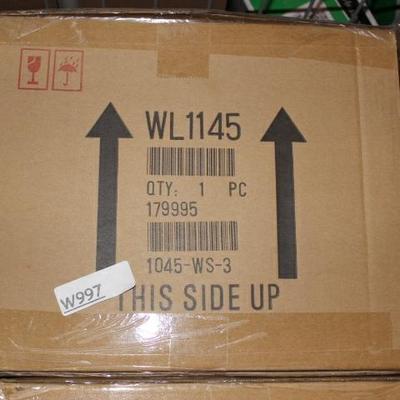 WL1145
QTY: 1 PC
179995
1045-WS-3
W997
THIS SIDE UP